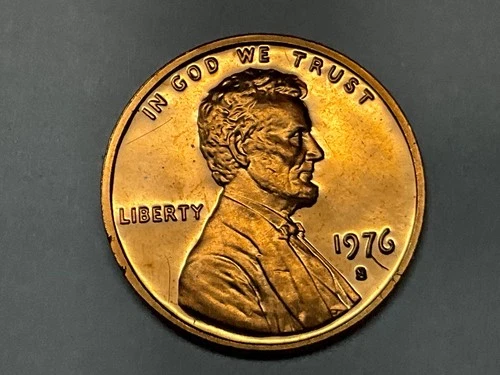 IN GOD WE TRUST
LIBERTY
1976
S